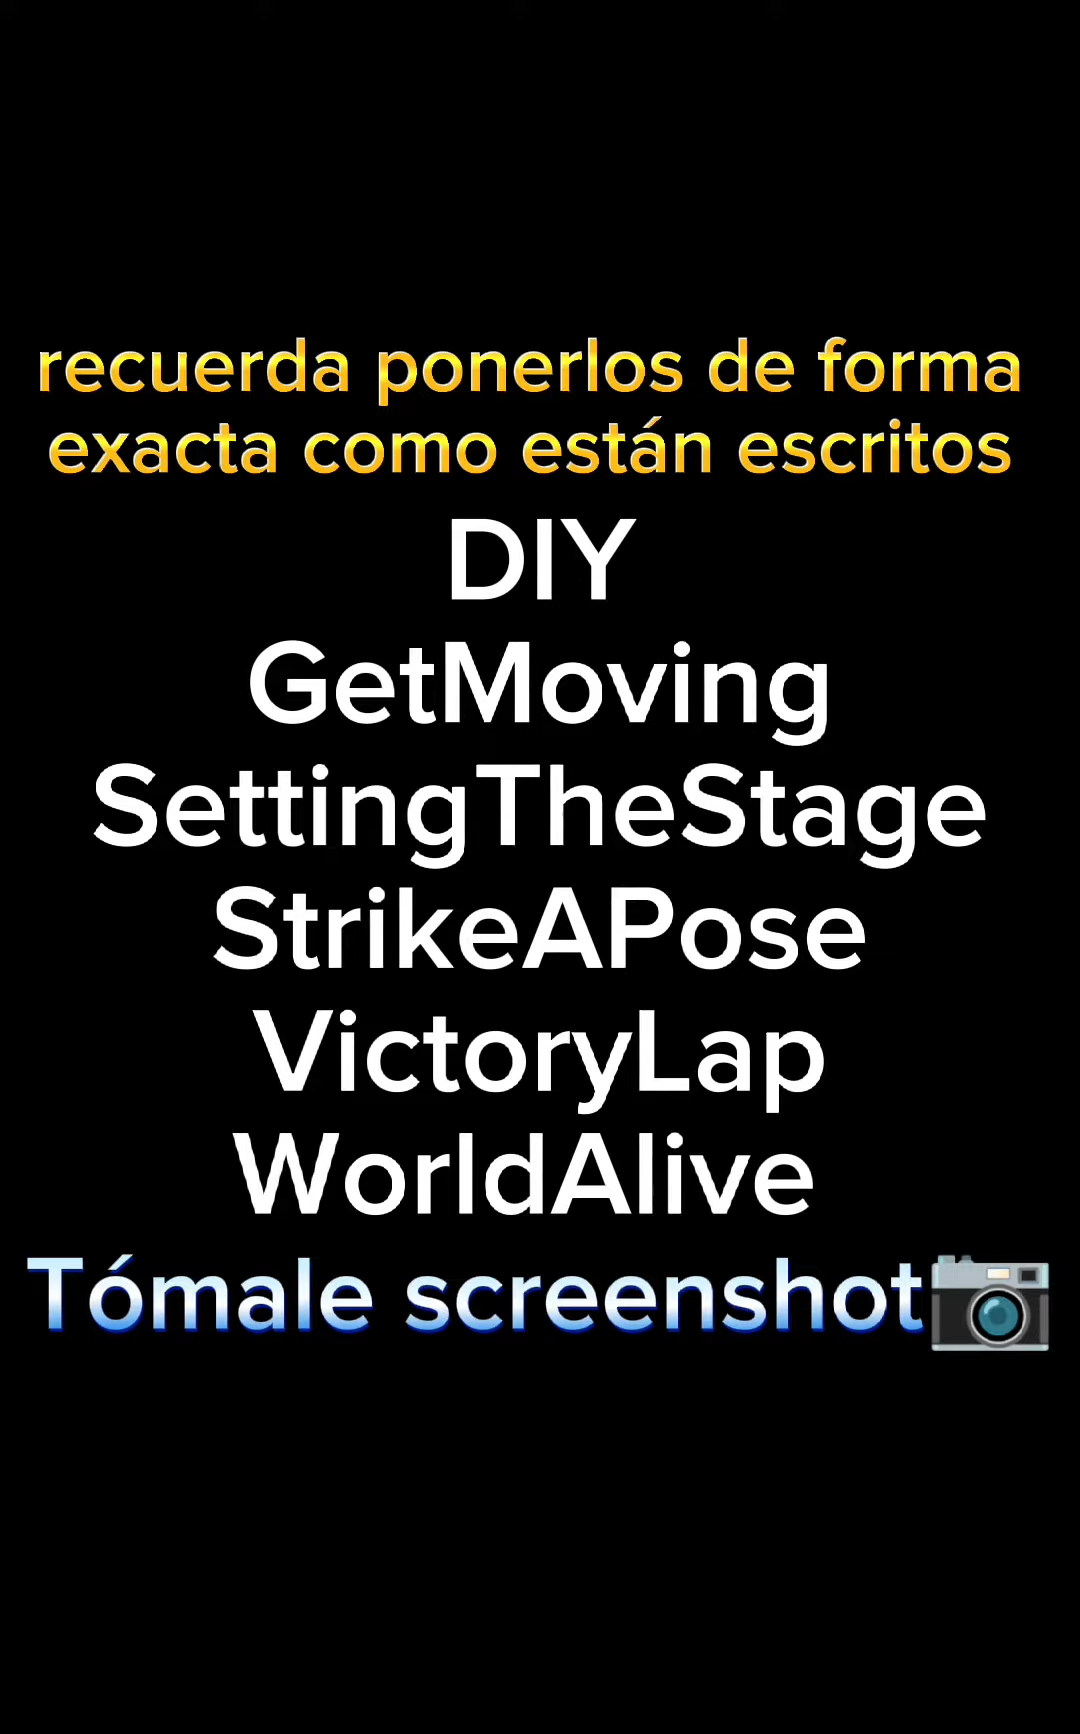 recuerda ponerlos de forma
exacta como están escritos
DIY
GetMoving
SettingTheStage
StrikeAPose
VictoryLap
WorldAlive
Tómale screenshot📷